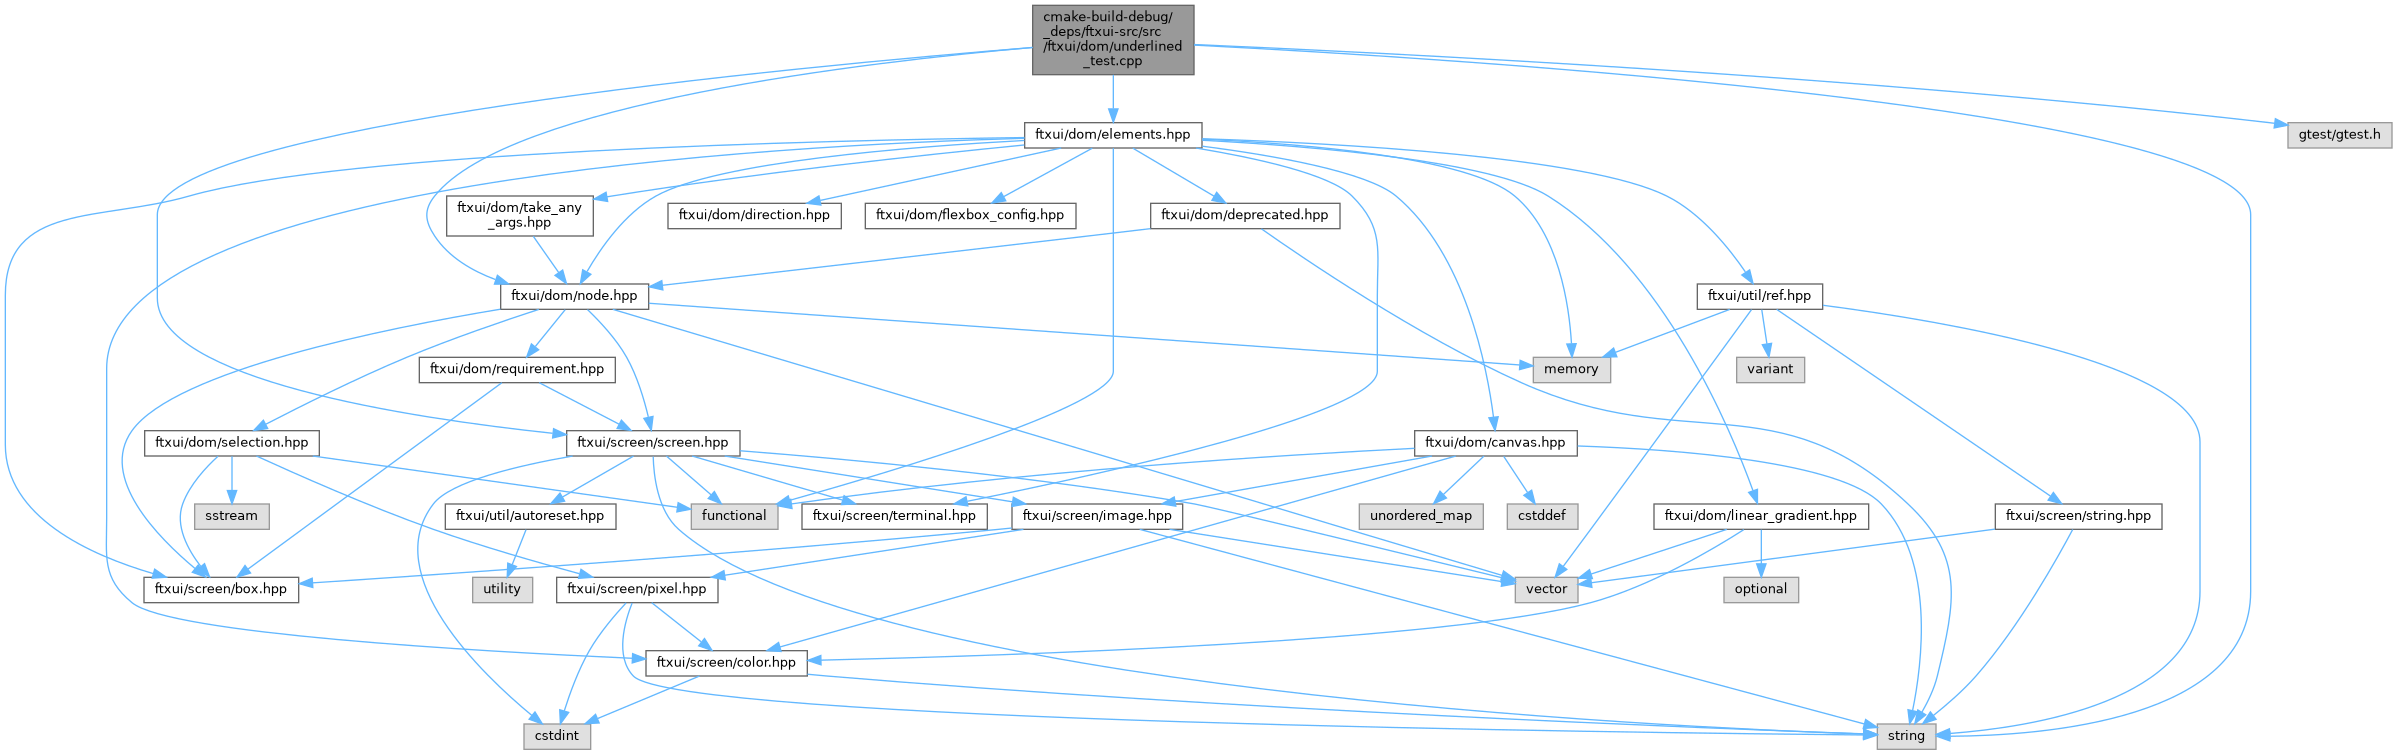 cmake-build-debug/
_deps/ftxui-src/src
/ftxui/dom/underlined
_test.cpp
ftxui/dom/elements.hpp
gtest/gtest.h
ftxui/dom/take_any
_args.hpp
ftxui/dom/direction.hpp
ftxui/dom/flexbox_config.hpp
ftxui/dom/deprecated.hpp
ftxui/dom/node.hpp
ftxui/util/ref.hpp
ftxui/dom/requirement.hpp
memory
variant
ftxui/dom/selection.hpp
ftxui/screen/screen.hpp
ftxui/dom/canvas.hpp
sstream
ftxui/util/autoreset.hpp
functional
ftxui/screen/terminal.hpp
ftxui/screen/image.hpp
unordered_map
cstddef
ftxui/dom/linear_gradient.hpp
ftxui/screen/string.hpp
ftxui/screen/box.hpp
utility
ftxui/screen/pixel.hpp
vector
optional
ftxui/screen/color.hpp
cstdint
string